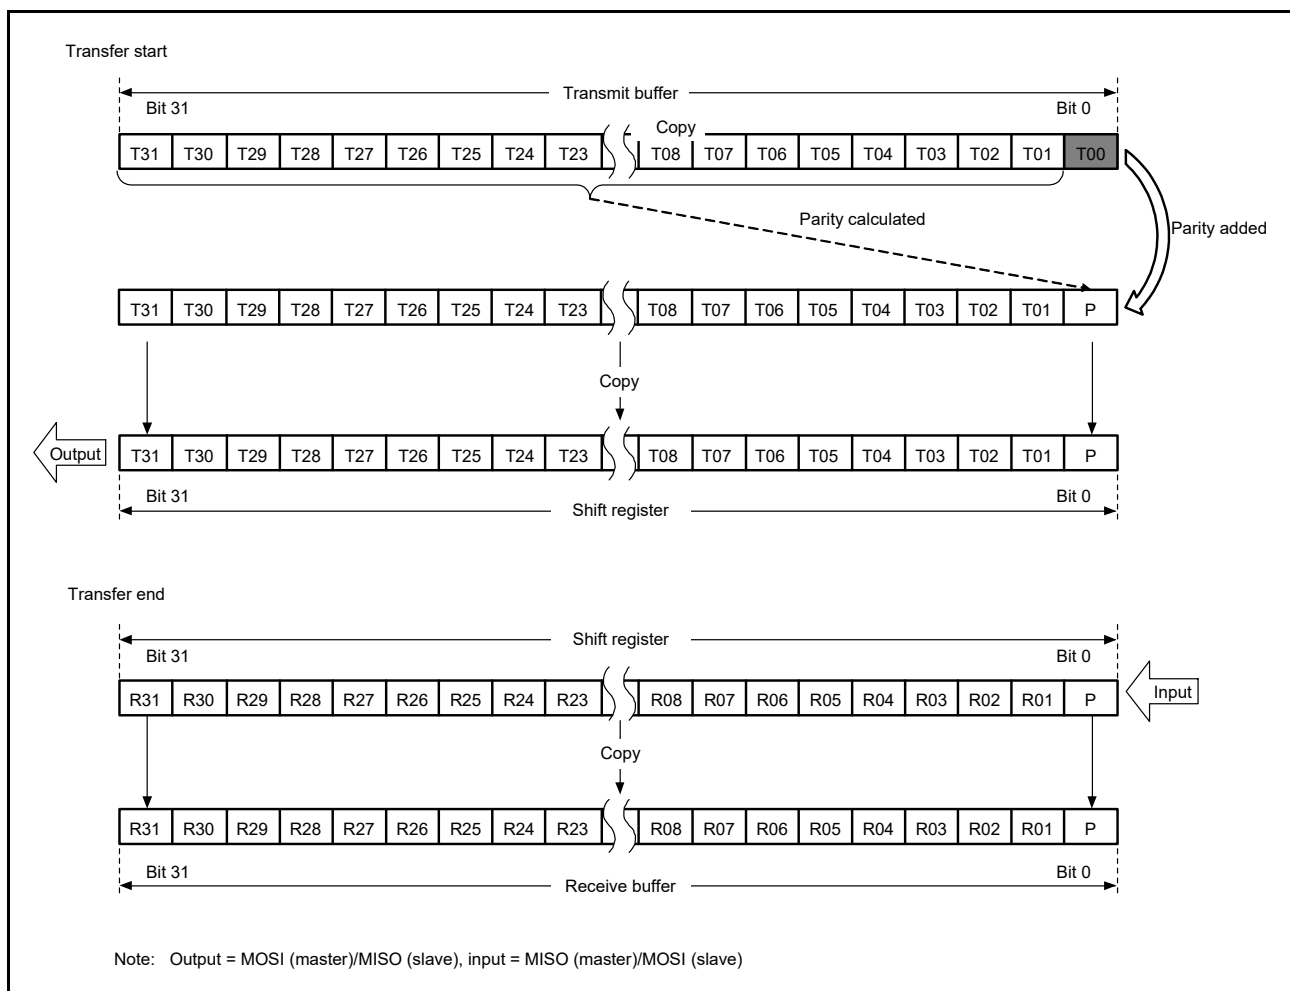 Transfer start
Transmit buffer
Bit 31 Bit 0
Copy
T31 T30 T29 T28 T27 T26 T25 T24 T23 T08 T07 T06 T05 T04 T03 T02 T01 T00
Parity calculated
Parity added
T31 T30 T29 T28 T27 T26 T25 T24 T23 T08 T07 T06 T05 T04 T03 T02 T01 P
Copy
Output T31 T30 T29 T28 T27 T26 T25 T24 T23 T08 T07 T06 T05 T04 T03 T02 T01 P
Bit 31 Bit 0
Shift register
Transfer end
Shift register
Bit 31 Bit 0
R31 R30 R29 R28 R27 R26 R25 R24 R23 R08 R07 R06 R05 R04 R03 R02 R01 P Input
Copy
R31 R30 R29 R28 R27 R26 R25 R24 R23 R08 R07 R06 R05 R04 R03 R02 R01 P
Bit 31 Bit 0
Receive buffer
Note: Output = MOSI (master)/MISO (slave), input = MISO (master)/MOSI (slave)